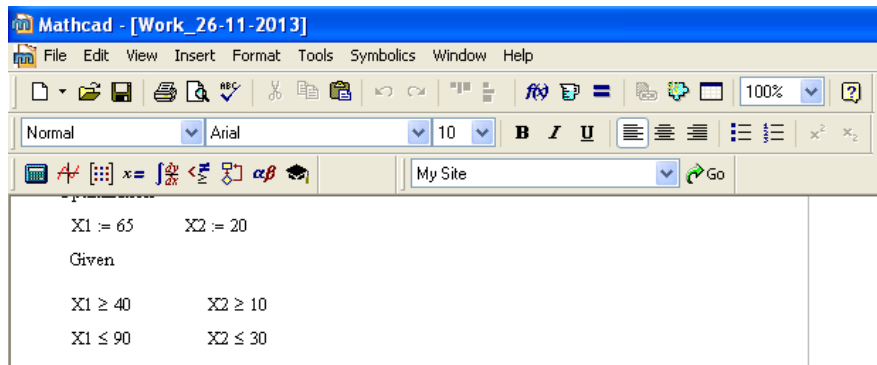 Mathcad - [Work_26-11-2013]
File Edit View Insert Format Tools Symbolics Window Help
100%
Normal Arial 10 B I U
My Site Go
X1 := 65 X2 := 20
Given
X1 ≥ 40 X2 ≥ 10
X1 ≤ 90 X2 ≤ 30